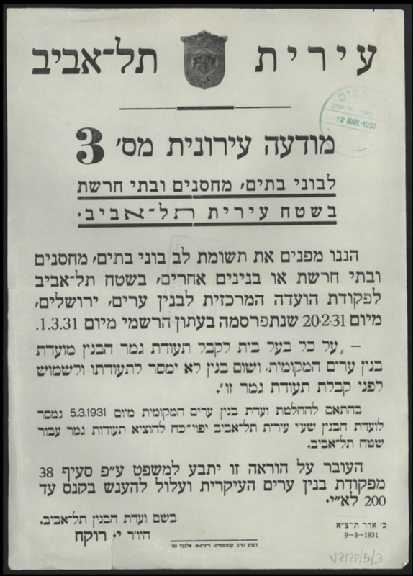 עירית תל־אביב
מודעה עירונית מס׳ 3
לבוני בתים, מחסנים ובתי חרשת
בשטח עירית תל־אביב.
הננו מפנים את תשומת לב בוני בתים, מחסנים
ובתי חרשת או בנינים אחרים, בשטח תל־אביב
לפקודת הועדה המרכזית לבנין ערים, ירושלים,
מיום 20.2.31 שנתפרסמה בעתון הרשמי מיום 1.3.31.
— „על כל בעל בית לקבל תעודת גמר הבנין מועדת
בנין ערים המקומית, ושום בנין לא ימסר לתעודתו ולשמוש
לפני קבלת תעודת גמר זו״.
בהתאם להחלטת ועדת בנין ערים המקומית מיום 5.3.1931 נמסר
לועדת הבנין שע״י עירית תל־אביב יפוי־כח להוציא תעודות גמר עבור
שטח תל־אביב.
העובר על הוראה זו יתבע למשפט ע״פ סעיף 38
מפקודת בנין ערים העיקרית ועלול להענש בקנס עד
200 לא״י.
בשם ועדת הבנין תל־אביב,
היו״ר י. רוקח
כ׳ אדר תרצ״א
9-3-1931